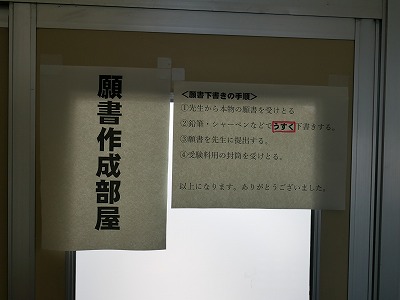 願書作成部屋
＜願書下書きの手順＞
①先生から本物の願書を受けとる
②鉛筆・シャーペンなどでうすく下書きする。
③願書を先生に提出する。
④受験料用の封筒を受けとる。
以上になります。ありがとうございました。